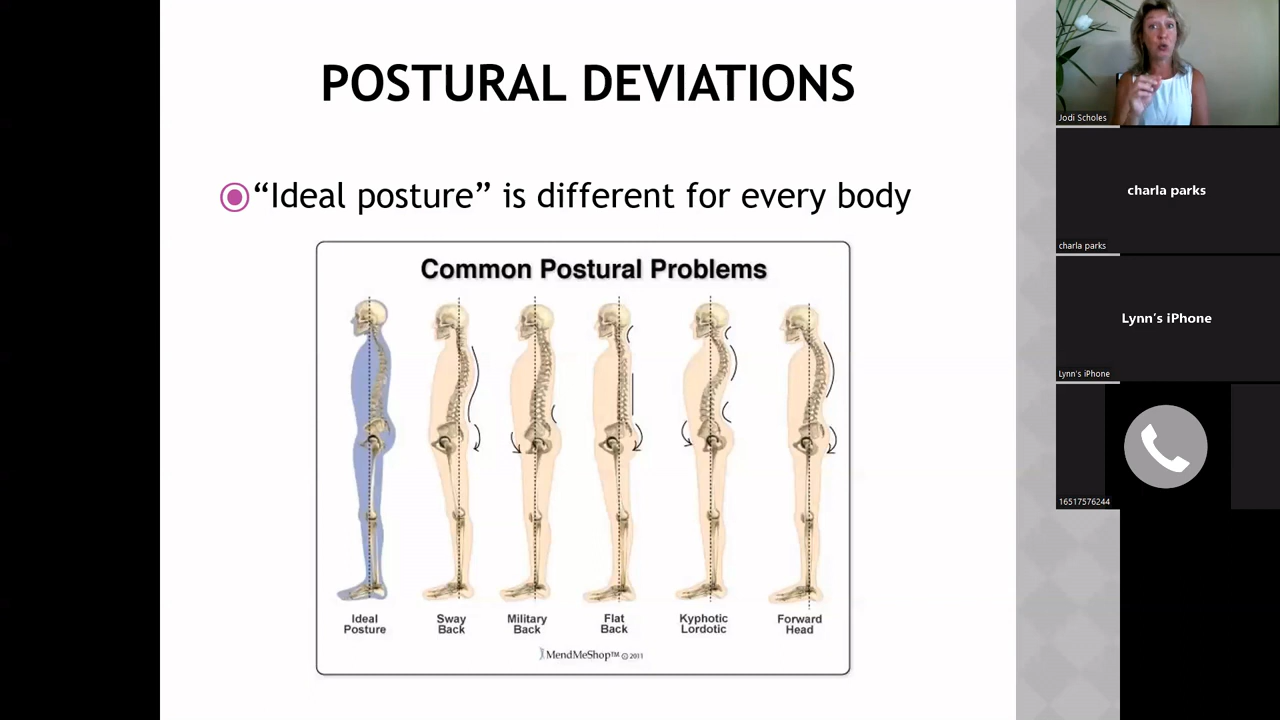 POSTURAL DEVIATIONS
“Ideal posture” is different for every body
Common Postural Problems
Ideal Posture
Sway Back
Military Back
Flat Back
Kyphotic Lordotic
Forward Head
MendMeShop™ © 2011
Jodi Scholes
charla parks
charla parks
Lynn’s iPhone
Lynn's iPhone
16517576244